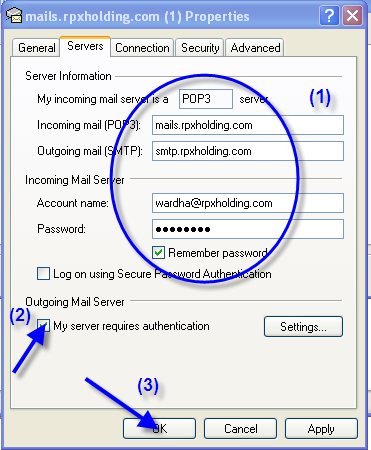 mails.rpxholding.com (1) Properties
General Servers Connection Security Advanced
Server Information
(1)
My incoming mail server is a POP3 server.
Incoming mail (POP3): mails.rpxholding.com
Outgoing mail (SMTP): smtp.rpxholding.com
Incoming Mail Server
Account name: wardha@rpxholding.com
Password: ●●●●●●●●
Remember password
Log on using Secure Password Authentication
Outgoing Mail Server
(2)
My server requires authentication Settings...
(3)
OK Cancel Apply